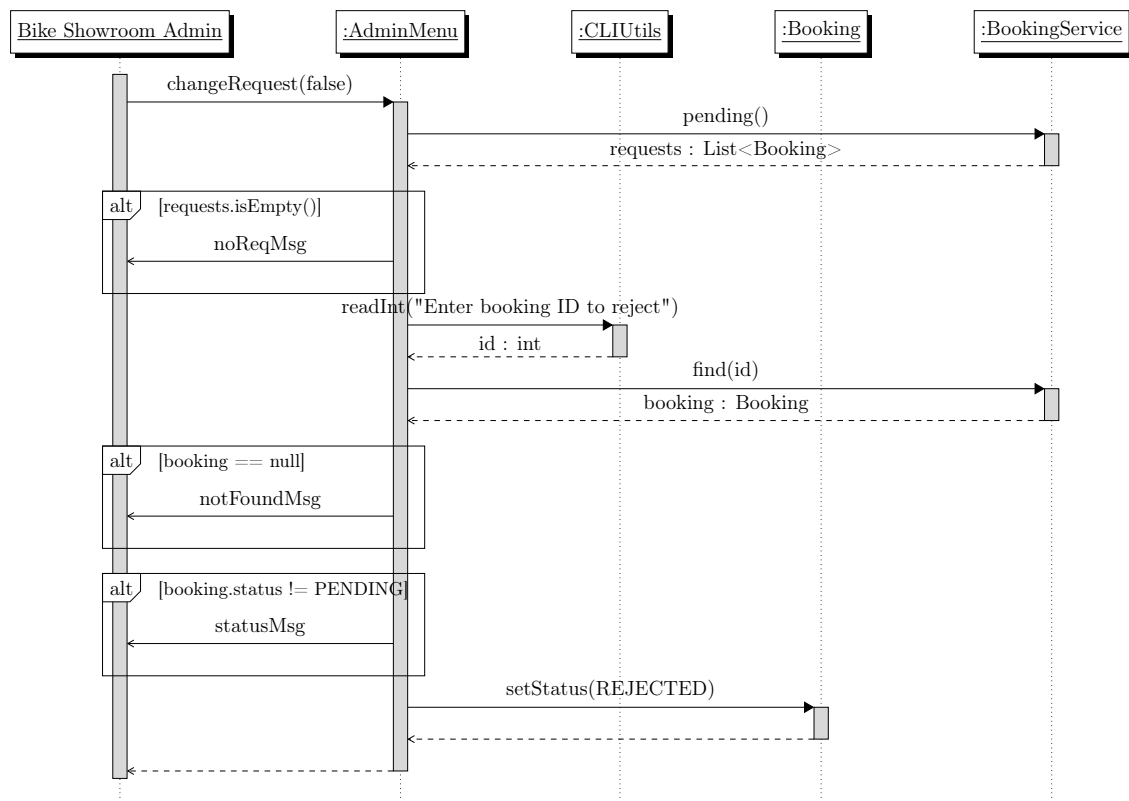 Bike Showroom Admin
:AdminMenu
:CLIUtils
:Booking
:BookingService
changeRequest(false)
pending()
requests : List<Booking>
alt [requests.isEmpty()]
noReqMsg
readInt("Enter booking ID to reject")
id : int
find(id)
booking : Booking
alt [booking == null]
notFoundMsg
alt [booking.status != PENDING]
statusMsg
setStatus(REJECTED)